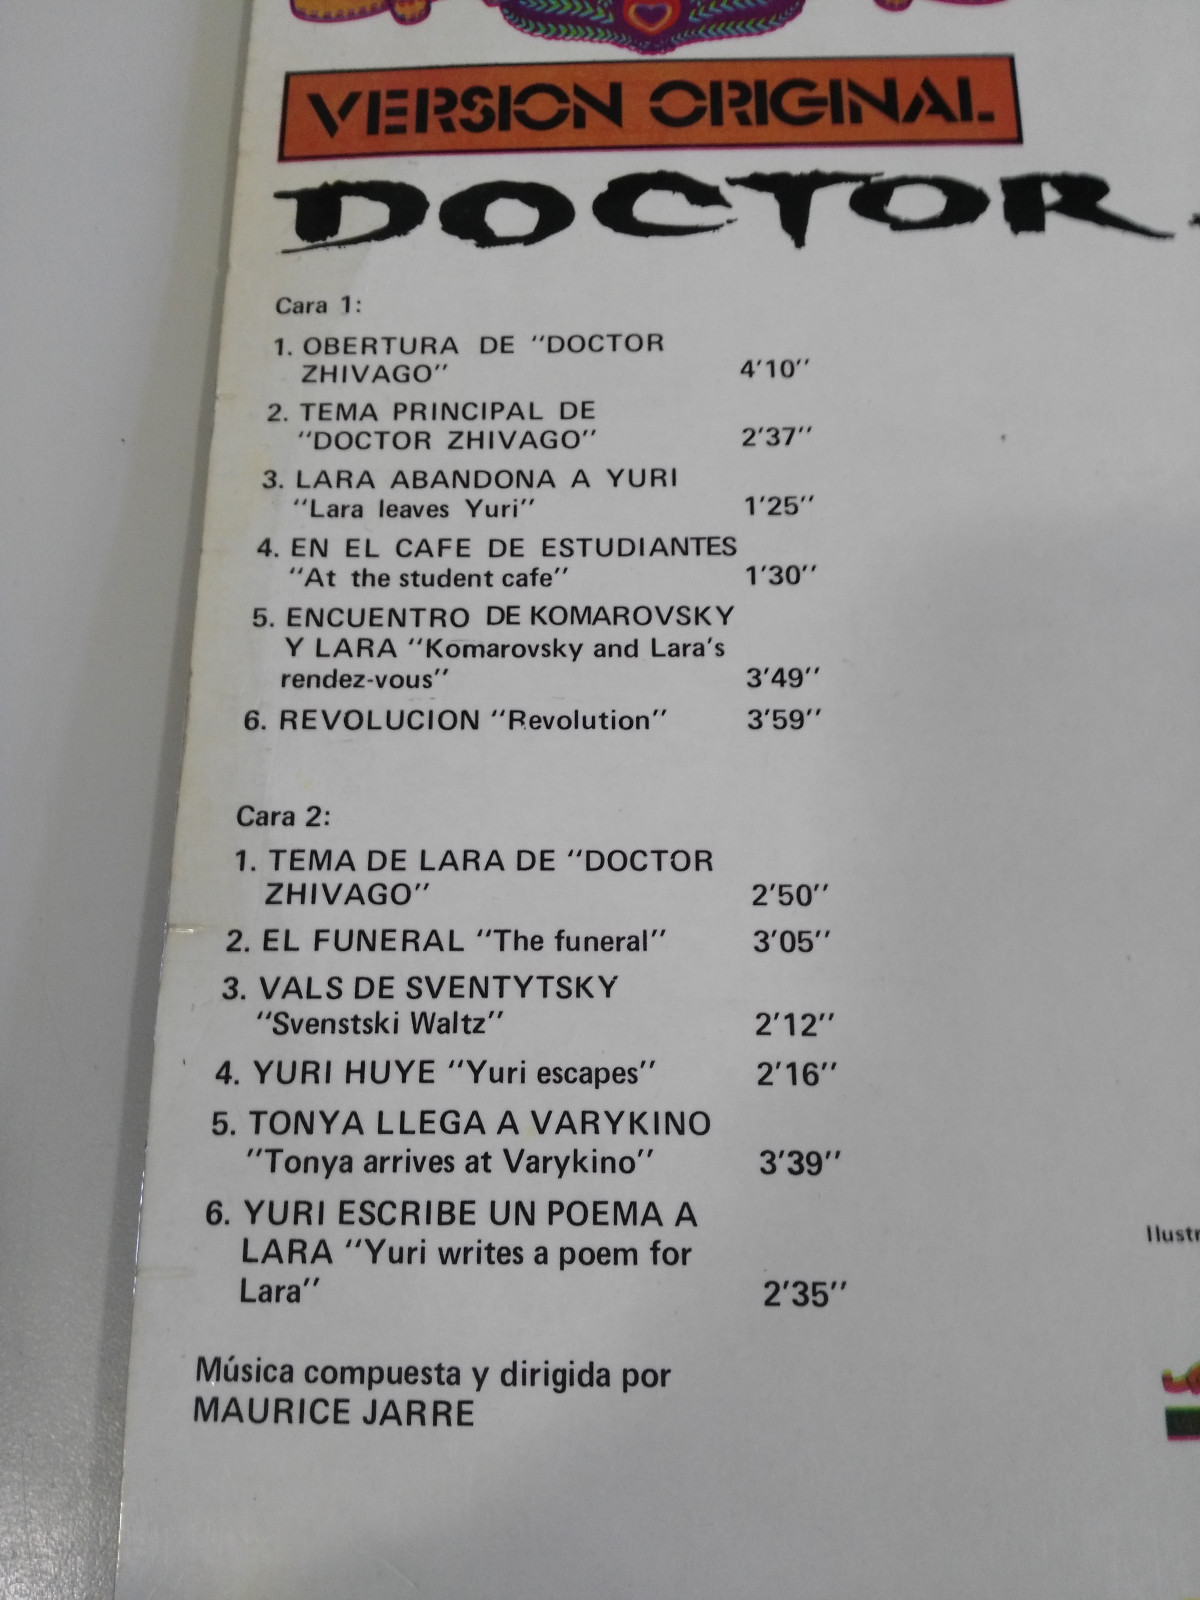 VERSION ORIGINAL
DOCTOR
Cara 1:
1. OBERTURA DE "DOCTOR
ZHIVAGO" 4'10''
2. TEMA PRINCIPAL DE
"DOCTOR ZHIVAGO" 2'37''
3. LARA ABANDONA A YURI
"Lara leaves Yuri" 1'25''
4. EN EL CAFE DE ESTUDIANTES
"At the student cafe" 1'30''
5. ENCUENTRO DE KOMAROVSKY
Y LARA "Komarovsky and Lara's
rendez-vous" 3'49''
6. REVOLUCION "Revolution" 3'59''
Cara 2:
1. TEMA DE LARA DE "DOCTOR
ZHIVAGO" 2'50''
2. EL FUNERAL "The funeral" 3'05''
3. VALS DE SVENTYTSKY
"Svenstski Waltz" 2'12''
4. YURI HUYE "Yuri escapes" 2'16''
5. TONYA LLEGA A VARYKINO
"Tonya arrives at Varykino" 3'39''
6. YURI ESCRIBE UN POEMA A
LARA "Yuri writes a poem for
Lara" 2'35''
Ilustr
Música compuesta y dirigida por
MAURICE JARRE